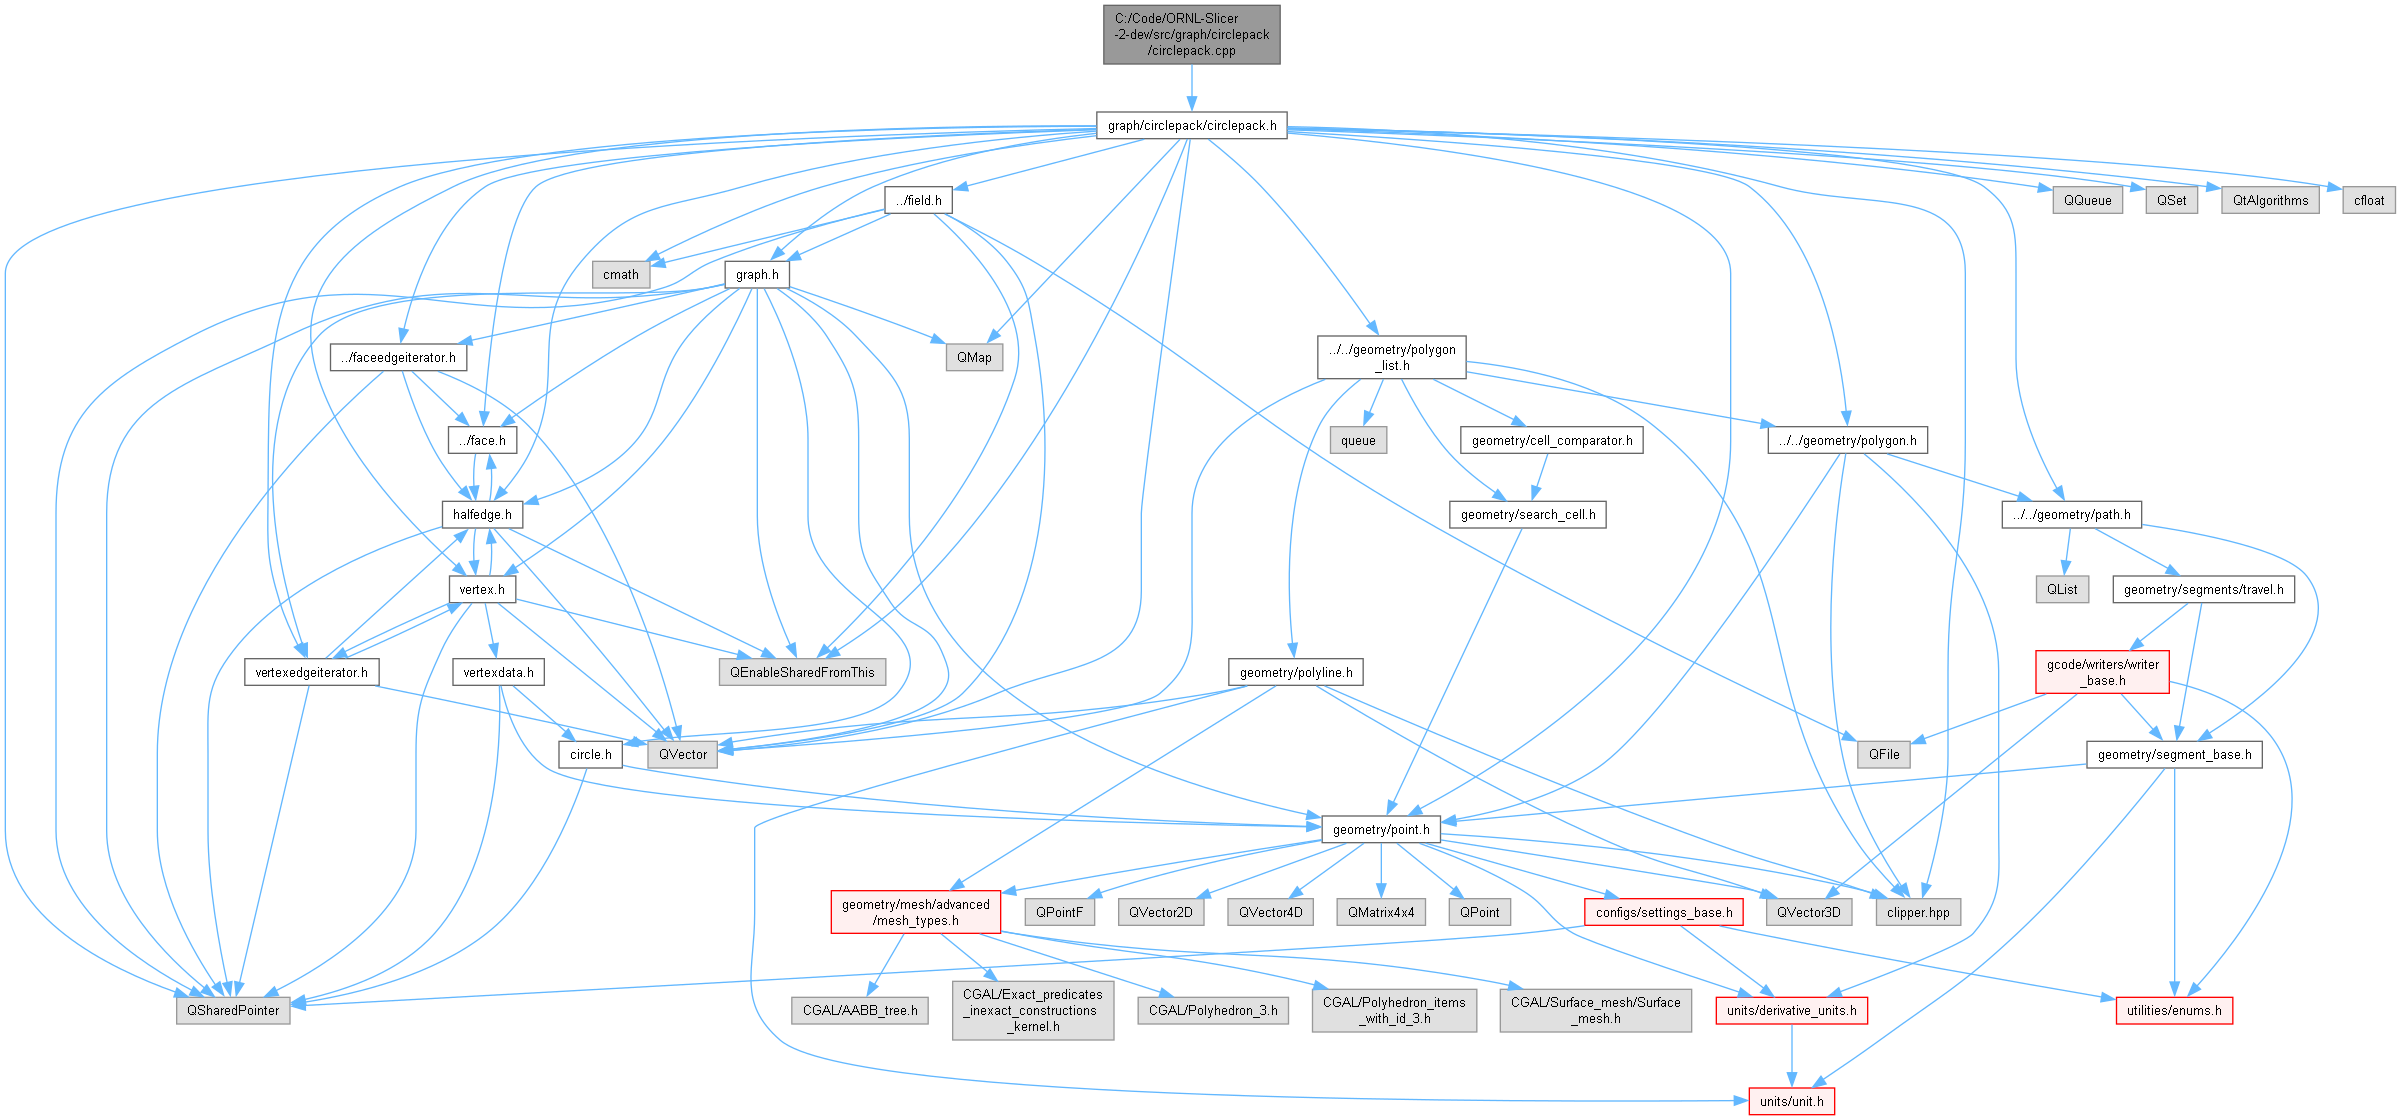 C:/Code/ORNL-Slicer
-2-dev/src/graph/circlepack
/circlepack.cpp
graph/circlepack/circlepack.h
../field.h
QQueue
QSet
QtAlgorithms
cfloat
cmath
graph.h
../faceedgeiterator.h
QMap
../../geometry/polygon
_list.h
../face.h
queue
geometry/cell_comparator.h
../../geometry/polygon.h
halfedge.h
geometry/search_cell.h
../../geometry/path.h
vertex.h
QList
geometry/segments/travel.h
vertexedgeiterator.h
vertexdata.h
QEnableSharedFromThis
geometry/polyline.h
gcode/writers/writer
_base.h
circle.h
QVector
QFile
geometry/segment_base.h
geometry/point.h
geometry/mesh/advanced
/mesh_types.h
QPointF
QVector2D
QVector4D
QMatrix4x4
QPoint
configs/settings_base.h
QVector3D
clipper.hpp
QSharedPointer
CGAL/AABB_tree.h
CGAL/Exact_predicates
_inexact_constructions
_kernel.h
CGAL/Polyhedron_3.h
CGAL/Polyhedron_items
_with_id_3.h
CGAL/Surface_mesh/Surface
_mesh.h
units/derivative_units.h
utilities/enums.h
units/unit.h